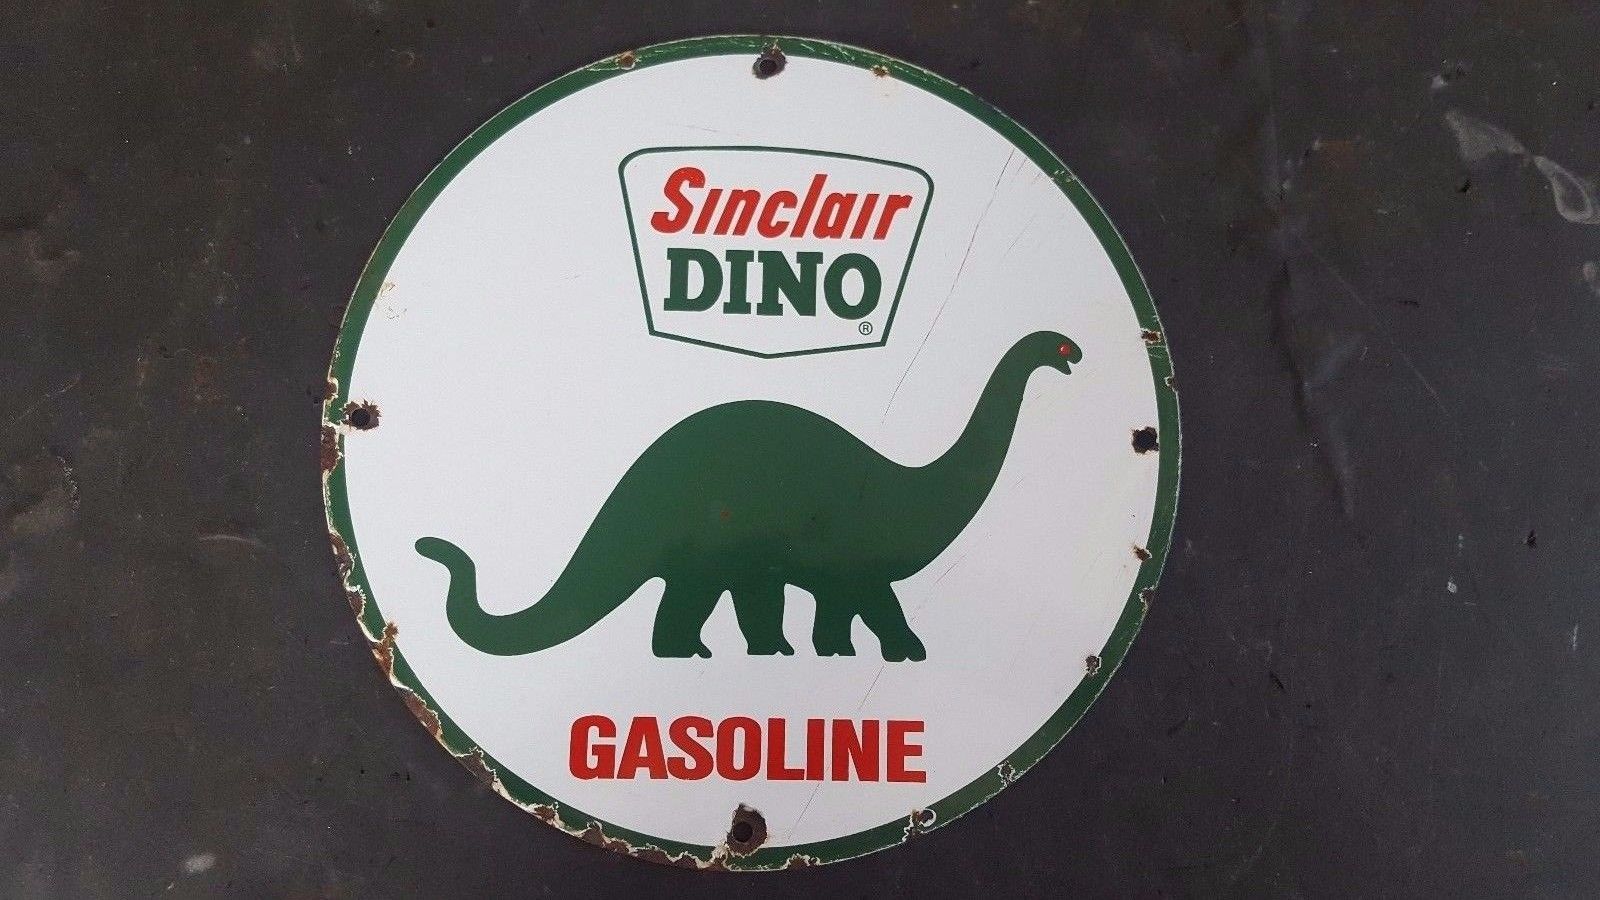 Sinclair
DINO
®
GASOLINE